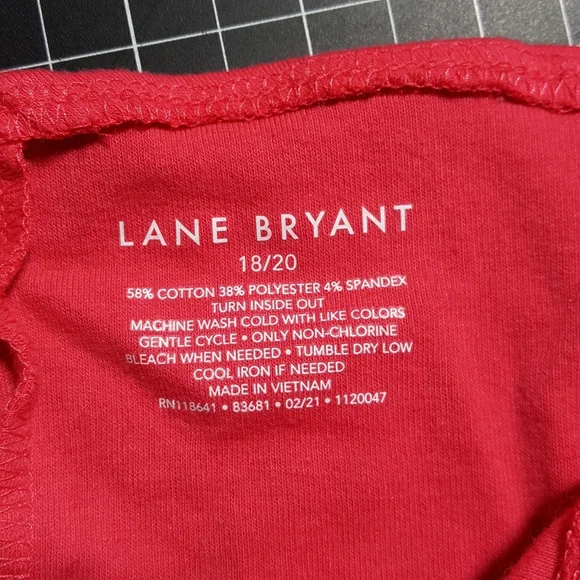 LANE BRYANT
18/20
58% COTTON 38% POLYESTER 4% SPANDEX
TURN INSIDE OUT
MACHINE WASH COLD WITH LIKE COLORS
GENTLE CYCLE • ONLY NON-CHLORINE
BLEACH WHEN NEEDED • TUMBLE DRY LOW
COOL IRON IF NEEDED
MADE IN VIETNAM
RN118641 • 83681 • 02/21 • 1120047